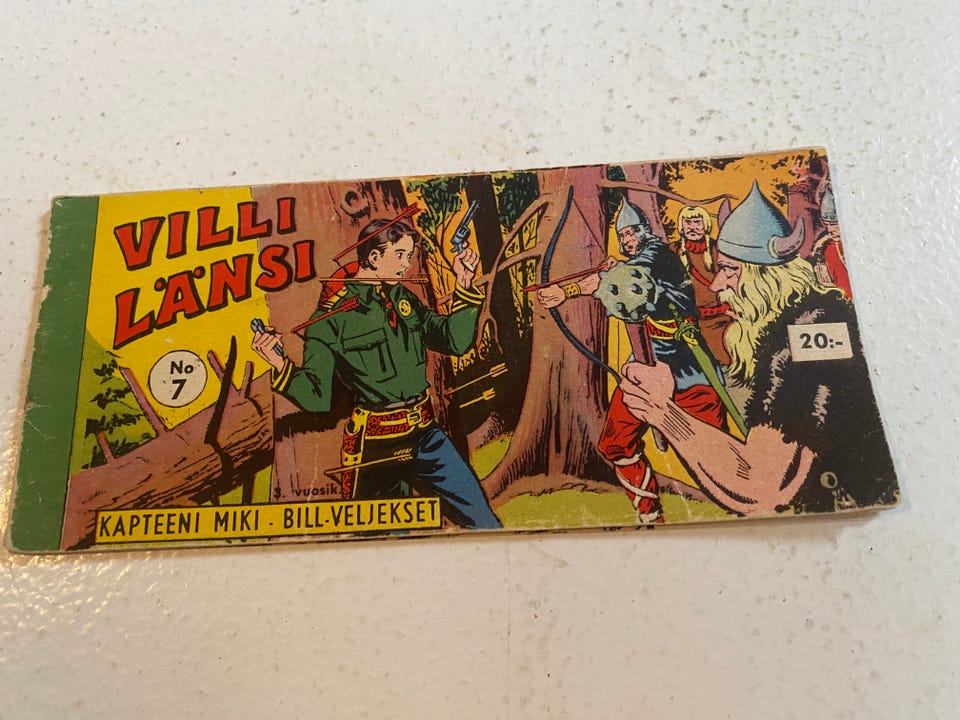 VILLI
LÄNSI
No
7
20:-
3. vuosik.
KAPTEENI MIKI - BILL-VELJEKSET